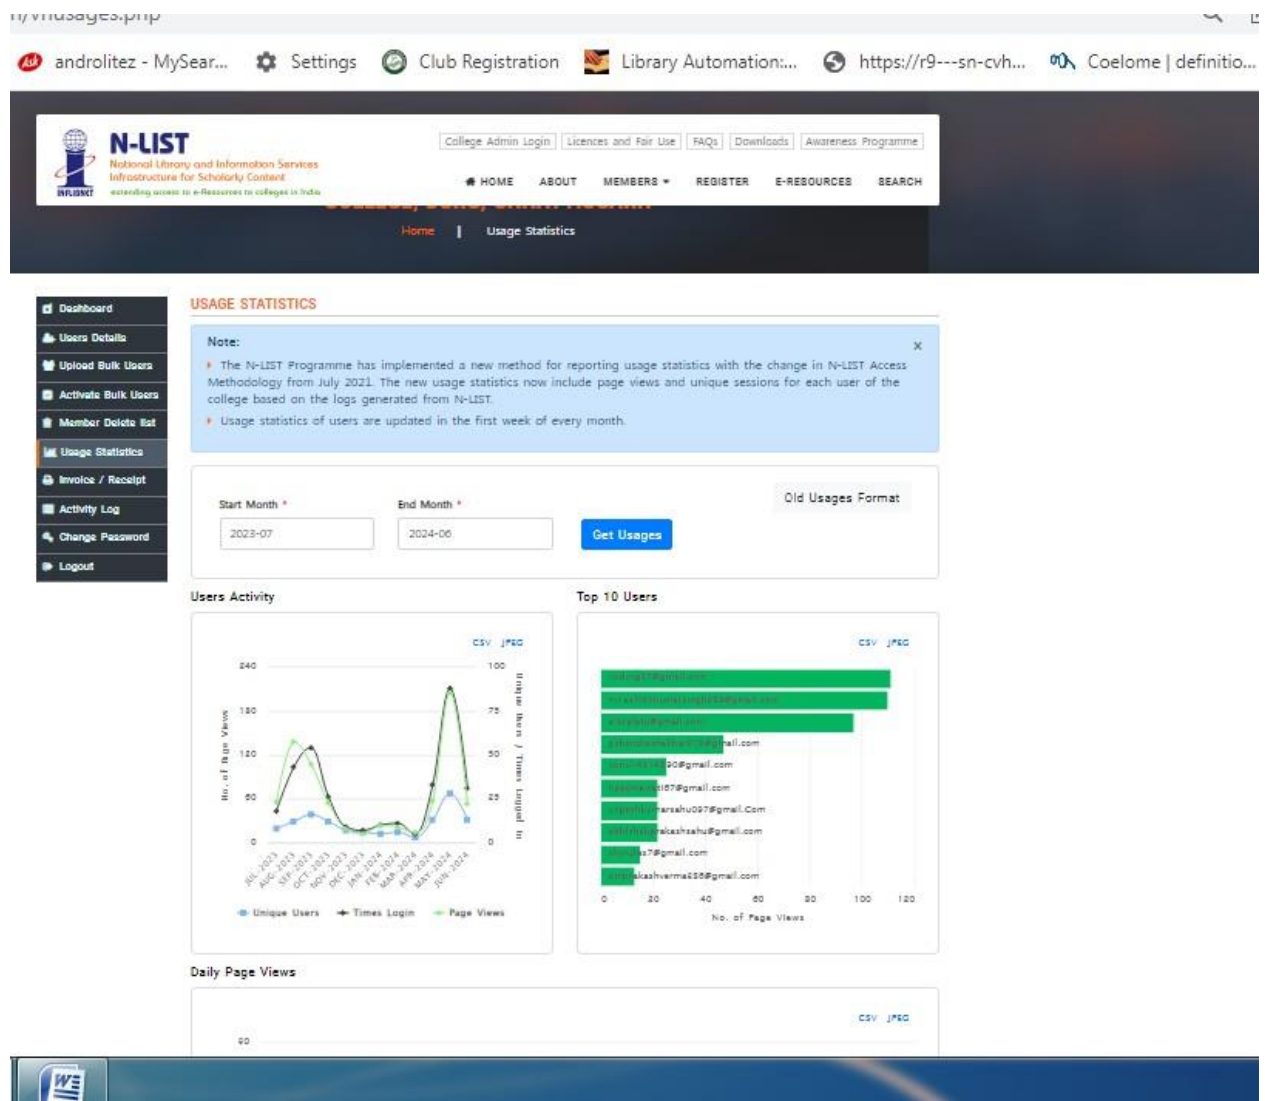 androlitez - MySear...
Settings
Club Registration
Library Automation:...
https://r9---sn-cvh...
Coelome | definitio...
N-LIST
National Library and Information Services
Infrastructure for Scholarly Content
extending access to e-Resources to colleges in India
INFLIBNET
College Admin Login
Licences and Fair Use
FAQs
Downloads
Awareness Programme
HOME
ABOUT
MEMBERS
REGISTER
E-RESOURCES
SEARCH
Home | Usage Statistics
Dashboard
Users Details
Upload Bulk Users
Activate Bulk Users
Member Delete list
Usage Statistics
Invoice / Receipt
Activity Log
Change Password
Logout
USAGE STATISTICS
Note:
x
The N-LIST Programme has implemented a new method for reporting usage statistics with the change in N-LIST Access
Methodology from July 2021. The new usage statistics now include page views and unique sessions for each user of the
college based on the logs generated from N-LIST.
Usage statistics of users are updated in the first week of every month.
Start Month *
End Month *
Old Usages Format
2023-07
2024-06
Get Usages
Users Activity
CSV JPEG
240
180
120
60
0
No. of Page Views
100
75
50
25
0
Unique Users / Times Logged In
JUL-2023
AUG-2023
SEP-2023
OCT-2023
NOV-2023
DEC-2023
JAN-2024
FEB-2024
MAR-2024
APR-2024
MAY-2024
JUN-2024
Unique Users
Times Login
Page Views
Top 10 Users
CSV JPEG
0 20 40 60 80 100 120
No. of Page Views
Daily Page Views
CSV JPEG